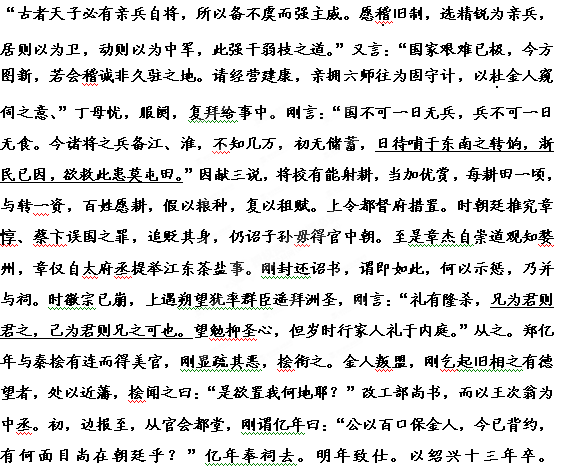 “古者天子必有亲兵自将，所以备不虞而强主威。愿稽旧制，选精锐为亲兵，
居则以为卫，动则以为中军，此强干弱枝之道。”又言：“国家艰难已极，今方
图新，若会稽诚非久驻之地。请经营建康，亲拥六师往为固守计，以杜金人窥
伺之意、”丁母忧，服阕，复拜给事中。刚言：“国不可一日无兵，兵不可一日
无食。今诸将之兵备江、淮，不知几万，初无储蓄，日待哺于东南之转饷，浙
民已困，欲救此患莫屯田。”因献三说，将校有能射耕，当加优赏，每耕田一顷，
与转一资，百姓愿耕，假以粮种，复以租赋。上令都督府措置。时朝廷推究章
惇、蔡卞误国之罪，追贬其身，仍诏子孙毋得官中朝。至是章杰自崇道观知婺
州，章仅自太府丞提举江东茶盐事。刚封还诏书，谓即如此，何以示惩，乃并
与祠。时徽宗已崩，上遇朔望犹率群臣遥拜洲圣，刚言：“礼有隆杀，兄为君则
君之，己为君则兄之可也。望勉抑圣心，但岁时行家人礼于内庭。”从之。郑亿
年与秦桧有连而得美官，刚显疏其恶，桧衔之。金人叛盟，刚乞起旧相之有德
望者，处以近藩，桧闻之曰：“是欲置我何地耶？”改工部尚书，而以王次翁为
中丞。初，边报至，从官会都堂，刚谓亿年曰：“公以百口保金人，今已背约，
有何面目尚在朝廷乎？”亿年奉祠去。明年致仕。以绍兴十三年卒。